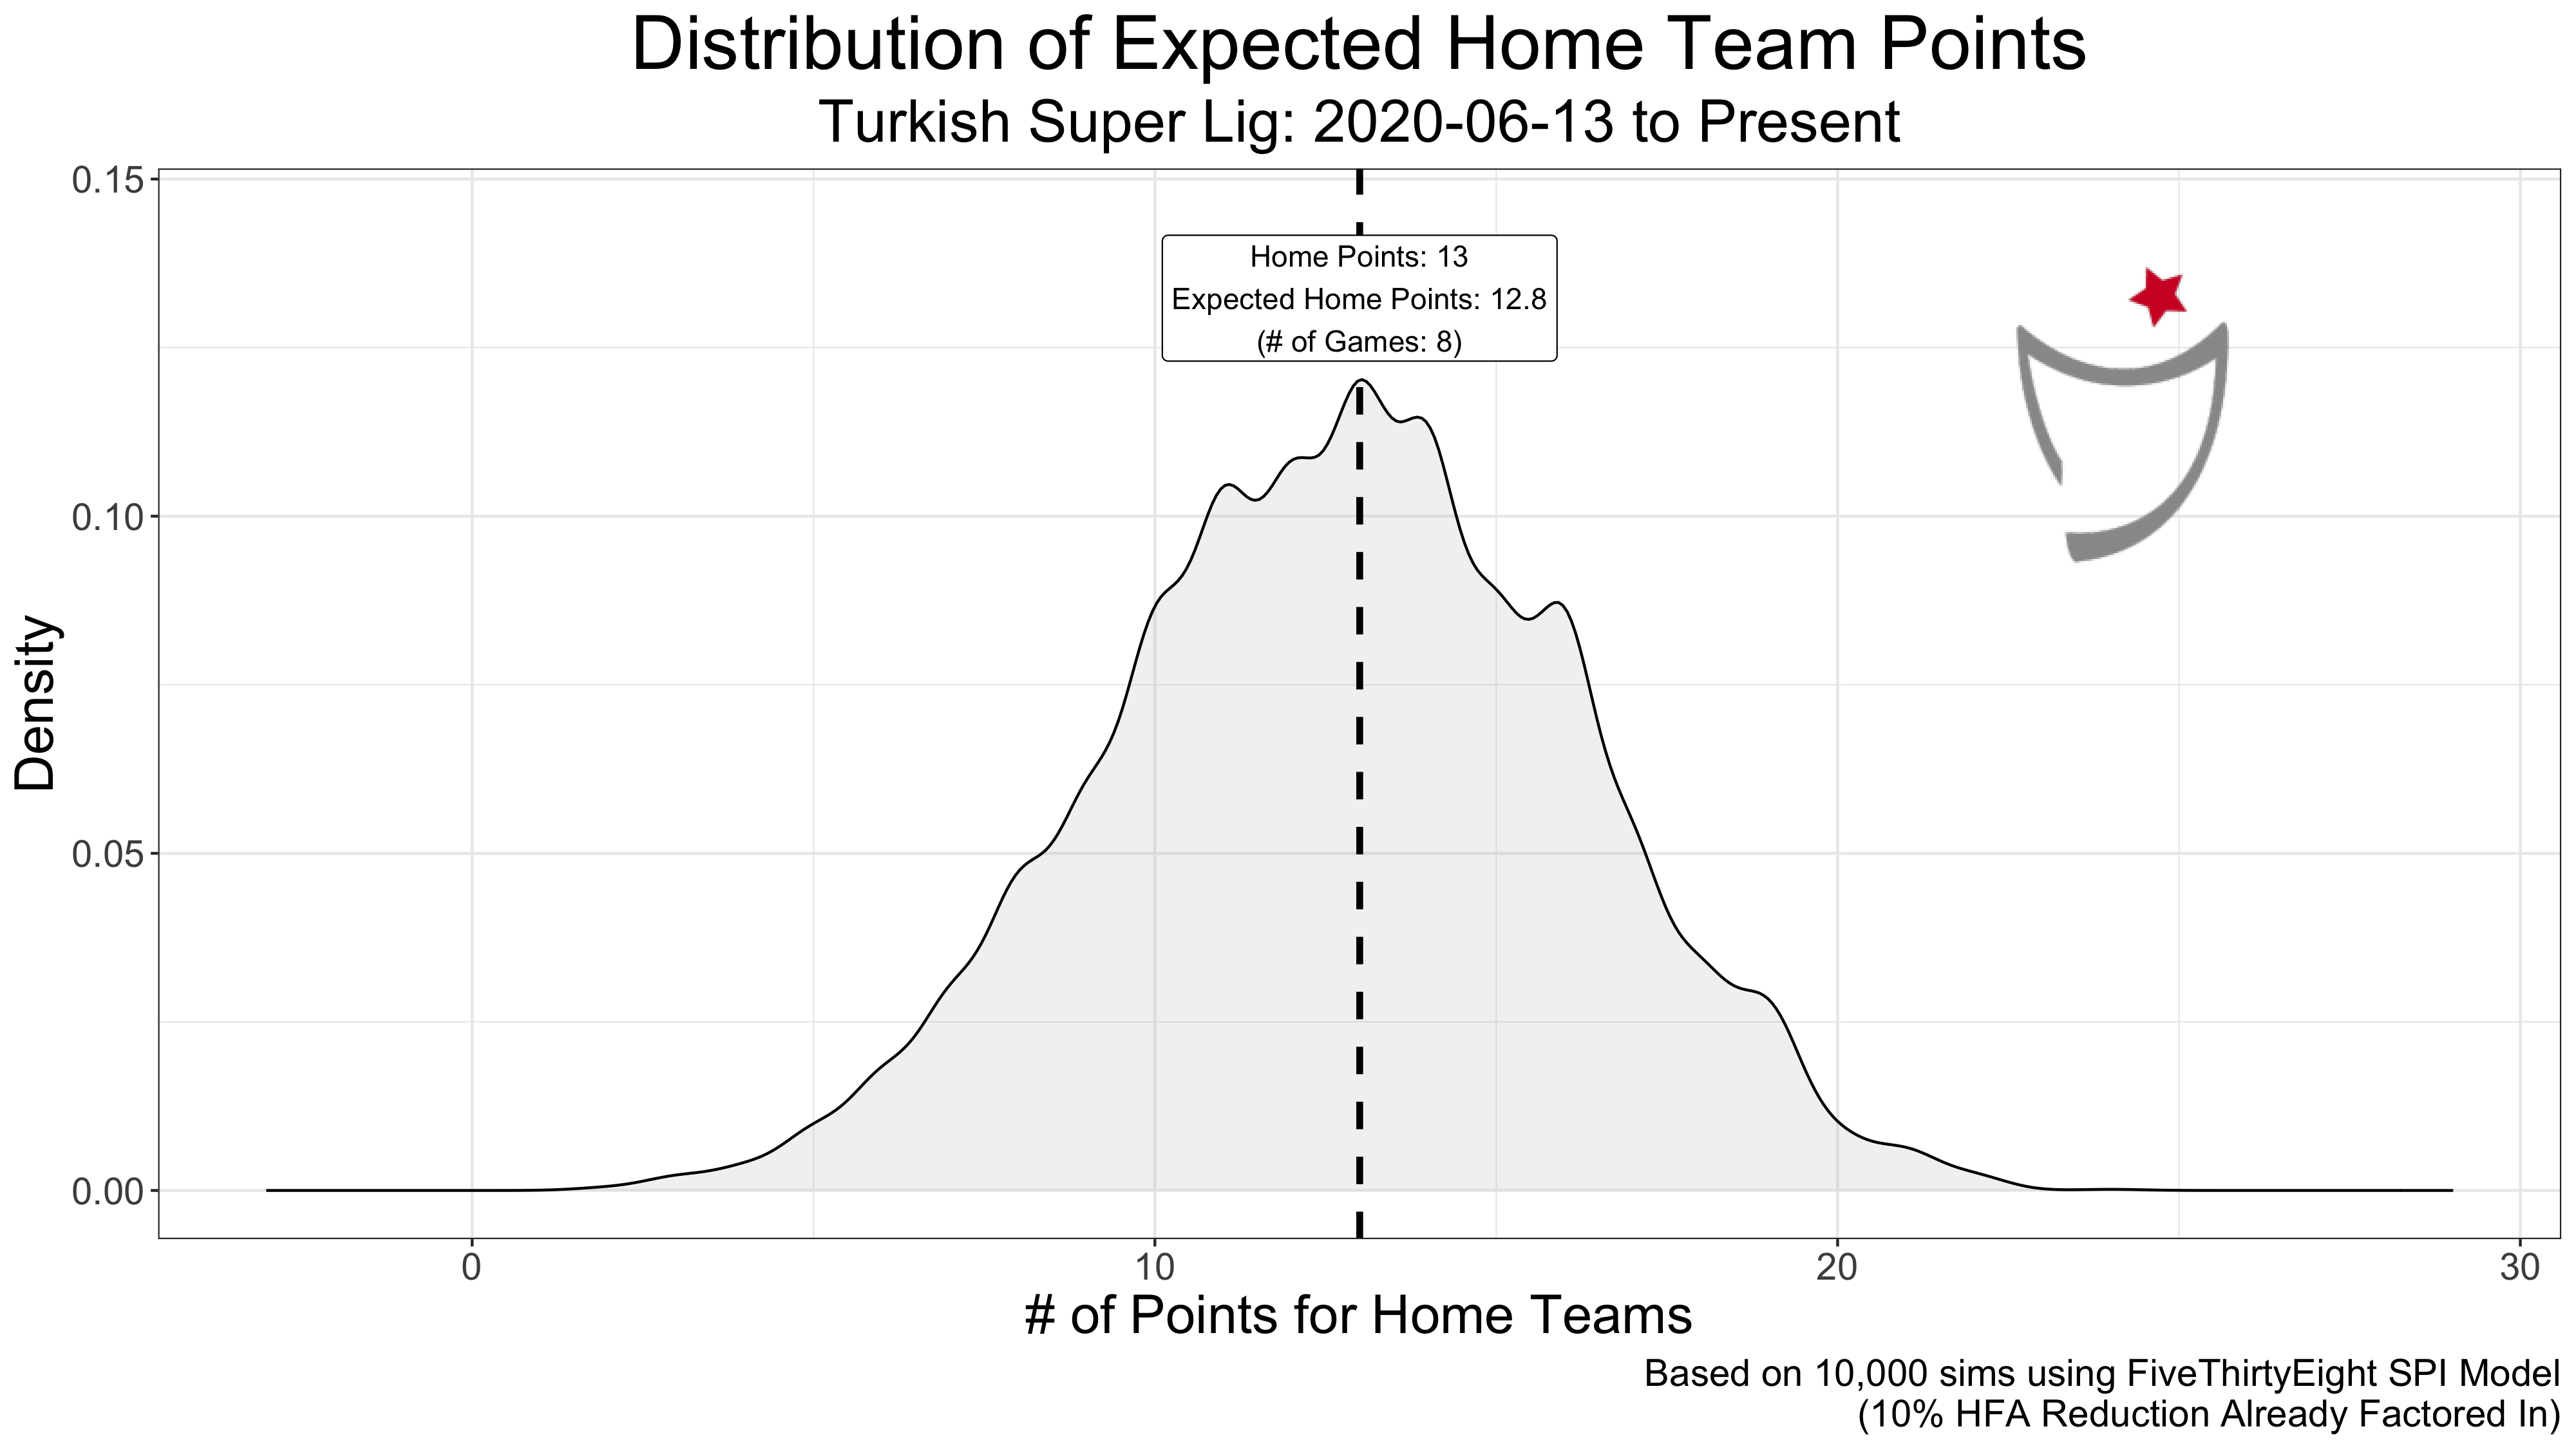 Distribution of Expected Home Team Points
Turkish Super Lig: 2020-06-13 to Present
0.15
0.10
0.05
0.00
Density
Home Points: 13
Expected Home Points: 12.8
(# of Games: 8)
0 10 20 30
# of Points for Home Teams
Based on 10,000 sims using FiveThirtyEight SPI Model
(10% HFA Reduction Already Factored In)